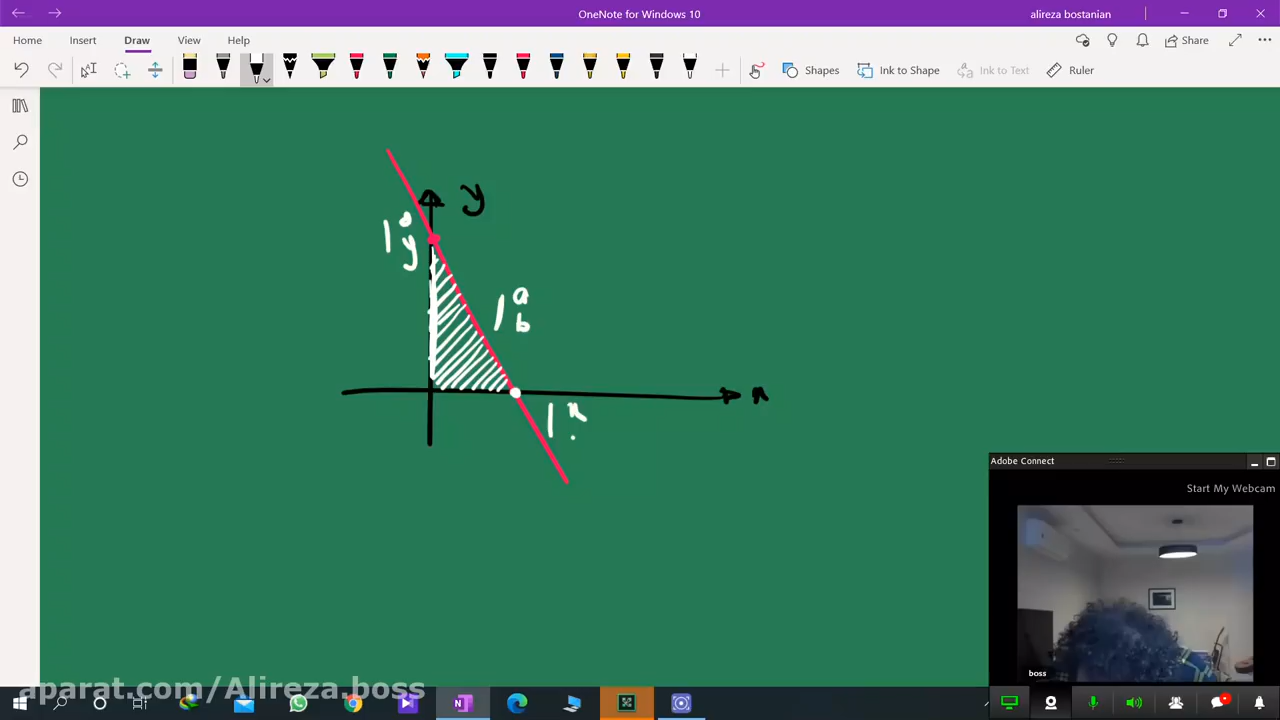 OneNote for Windows 10
alireza bostanian
Home Insert Draw View Help
Share
Shapes Ink to Shape Ink to Text Ruler
y
0
y
a
b
x
x
.
Adobe Connect
Start My Webcam
boss
aparat.com/Alireza.boss